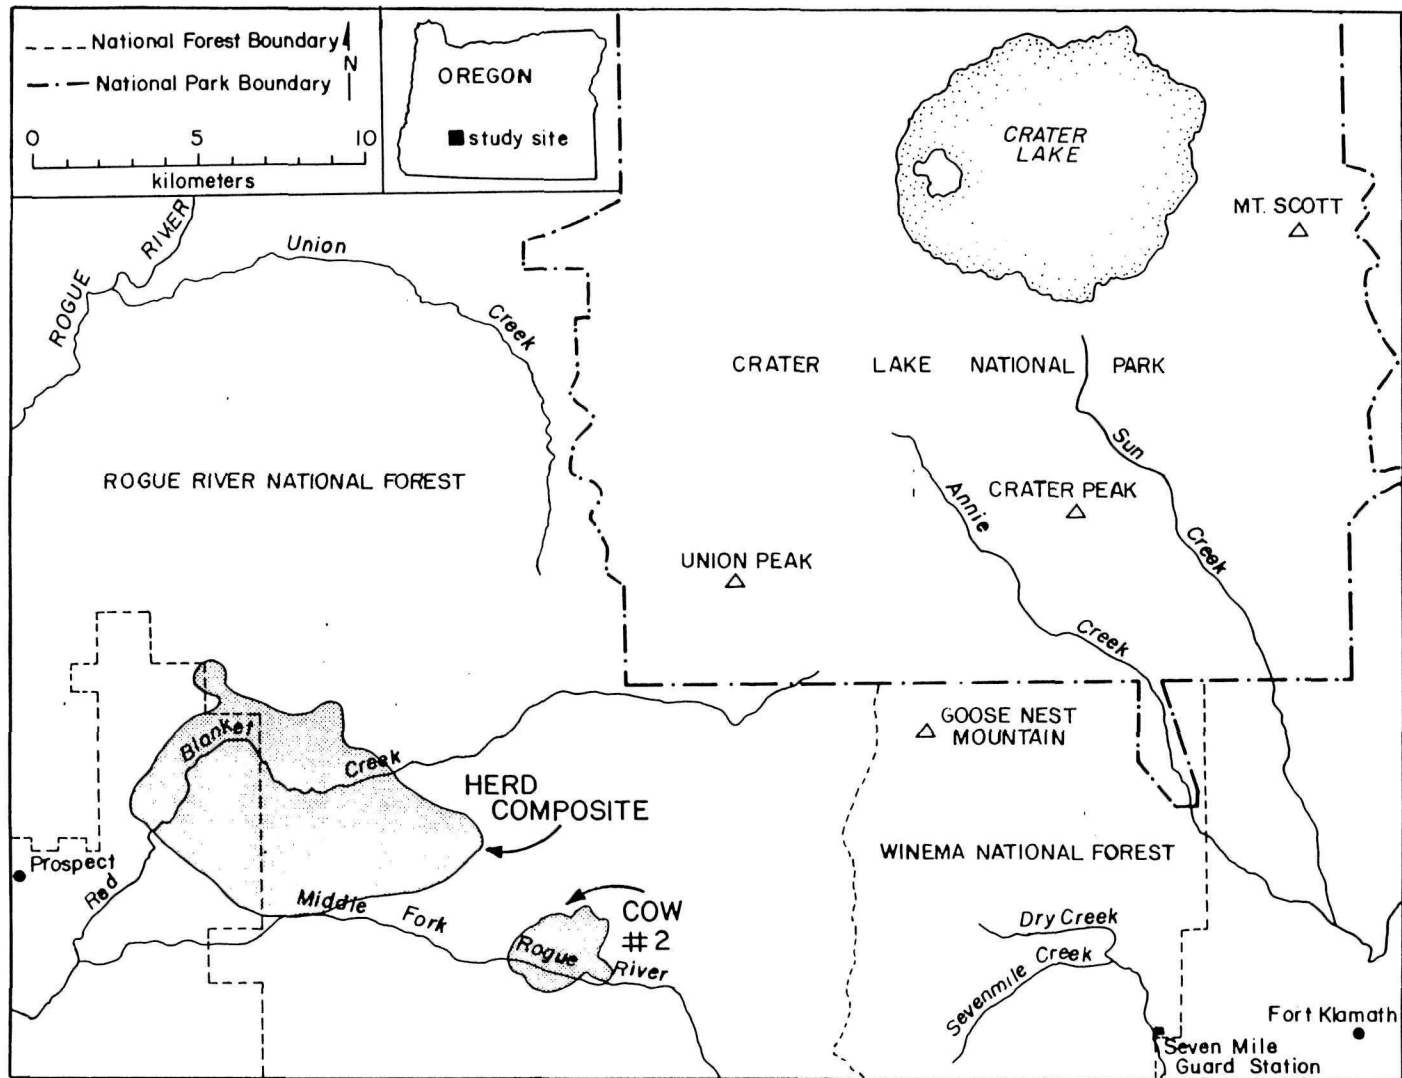 National Forest Boundary
National Park Boundary
N
0 5 10
kilometers
OREGON
study site
CRATER
LAKE
MT. SCOTT
ROGUE RIVER
Union Creek
CRATER LAKE NATIONAL PARK
Sun Creek
Annie Creek
ROGUE RIVER NATIONAL FOREST
CRATER PEAK
UNION PEAK
GOOSE NEST
MOUNTAIN
Red Blanket Creek
HERD
COMPOSITE
WINEMA NATIONAL FOREST
Prospect
Middle Fork Rogue River
COW
#2
Dry Creek
Sevenmile Creek
Fort Klamath
Seven Mile
Guard Station